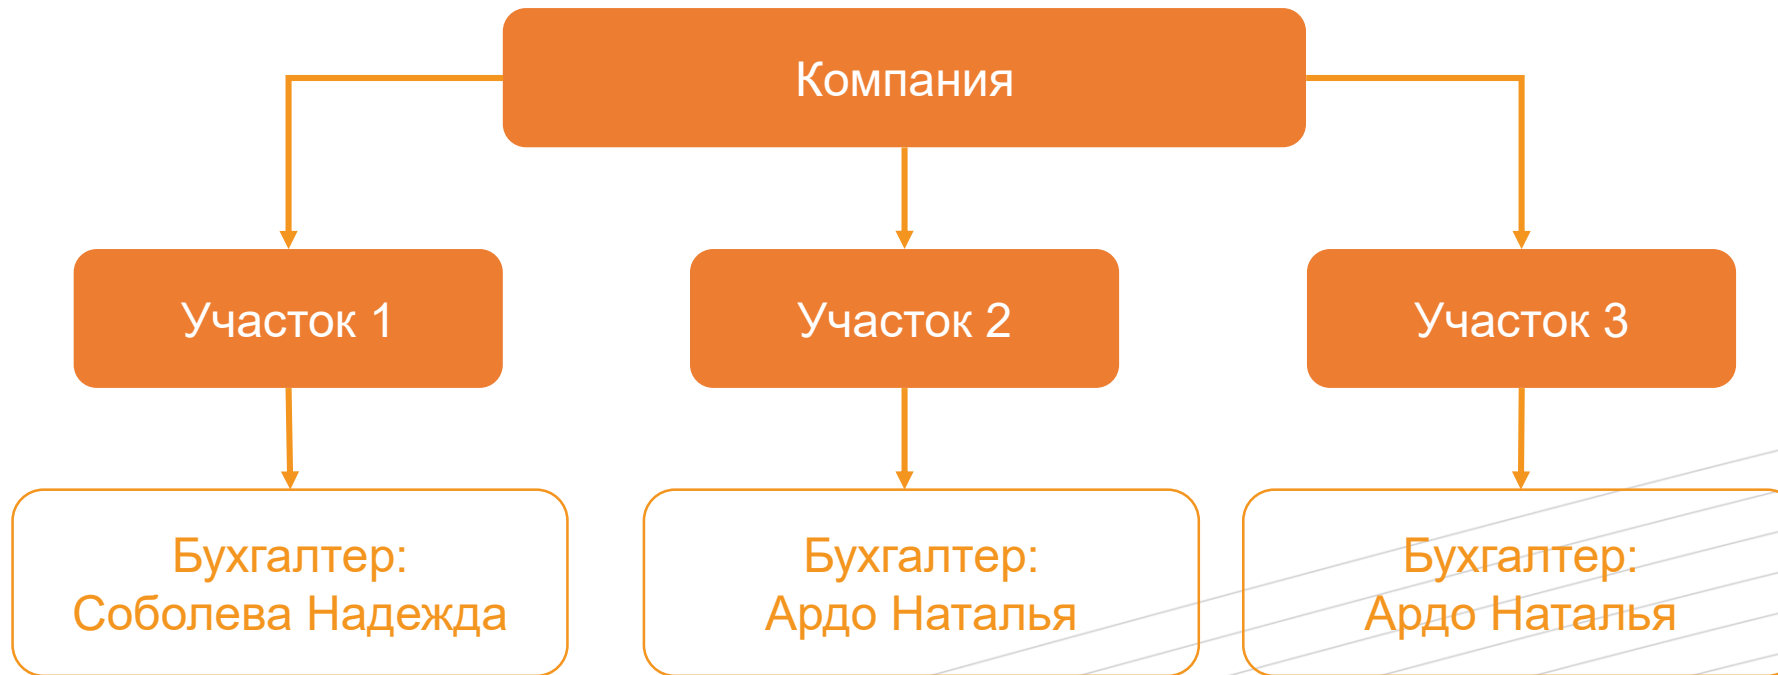 Компания
Участок 1
Участок 2
Участок 3
Бухгалтер:
Соболева Надежда
Бухгалтер:
Ардо Наталья
Бухгалтер:
Ардо Наталья